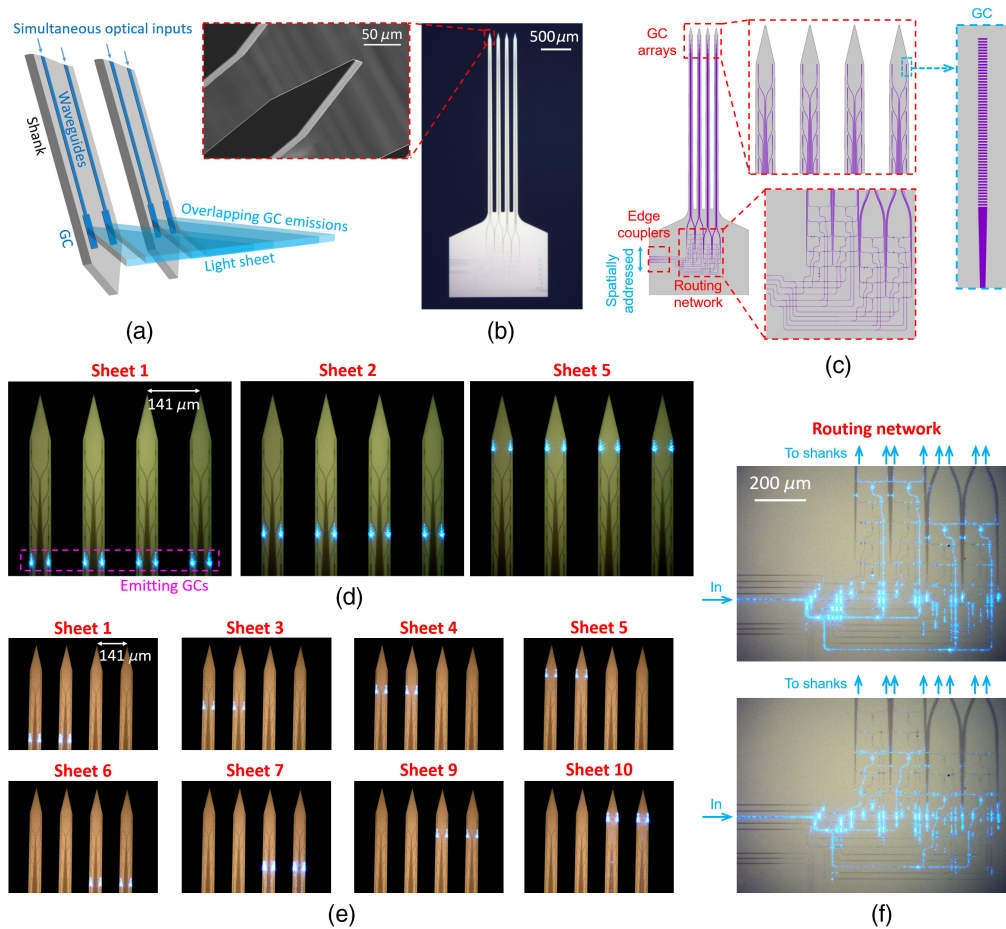 Simultaneous optical inputs
Waveguides
Shank
GC
Overlapping GC emissions
Light sheet
(a)
50 μm
500 μm
(b)
GC
arrays
Edge
couplers
Spatially
addressed
Routing
network
GC
(c)
Sheet 1
141 μm
Emitting GCs
Sheet 2
Sheet 5
(d)
Sheet 1
141 μm
Sheet 3
Sheet 4
Sheet 5
Sheet 6
Sheet 7
Sheet 9
Sheet 10
(e)
Routing network
To shanks
200 μm
In
To shanks
In
(f)